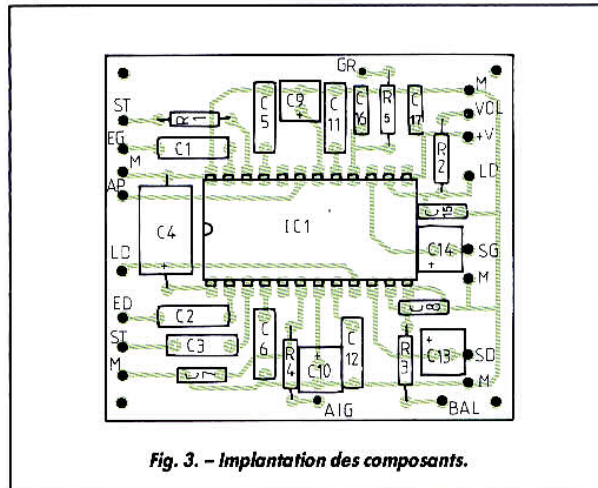 GR
M
ST
R1
C5
C9
+
C11
C16
R5
C17
VOL
+V
EG
C1
R2
M
AP
LD
C15
C4
+
IC1
C14
+
SG
LD
M
ED
C2
C8
ST
C3
C6
R4
+
C10
C12
R3
+
C13
SD
M
C7
M
AIG
BAL
Fig. 3. – Implantation des composants.